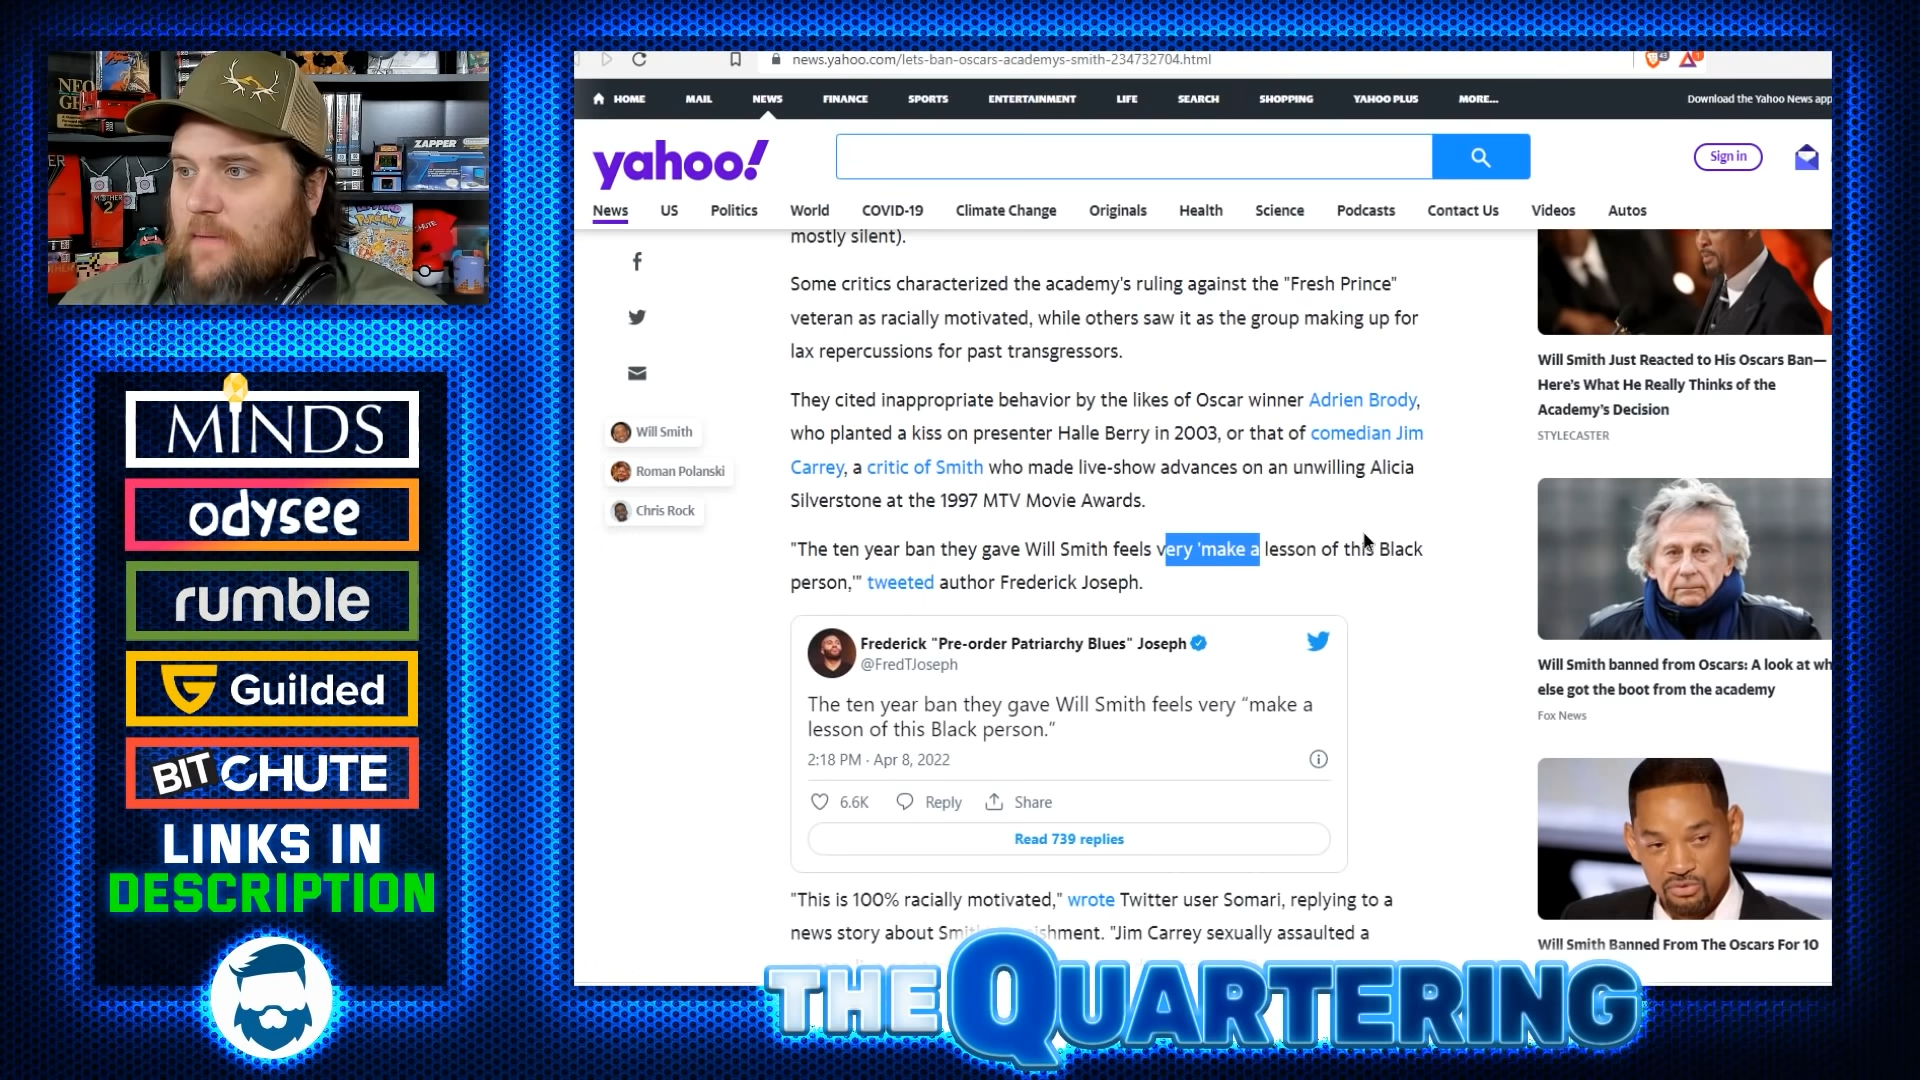 NEO
GE
ZAPPER
MOTHER
2
Pokémon
CHUTE
MINDS
odysee
rumble
Guilded
BITCHUTE
LINKS IN
DESCRIPTION
news.yahoo.com/lets-ban-oscars-academys-smith-234732704.html
HOME MAIL NEWS FINANCE SPORTS ENTERTAINMENT LIFE SEARCH SHOPPING YAHOO PLUS MORE... Download the Yahoo News app
yahoo!
Sign in
News US Politics World COVID-19 Climate Change Originals Health Science Podcasts Contact Us Videos Autos
Will Smith
Roman Polanski
Chris Rock
mostly silent).
Some critics characterized the academy's ruling against the "Fresh Prince"
veteran as racially motivated, while others saw it as the group making up for
lax repercussions for past transgressors.
They cited inappropriate behavior by the likes of Oscar winner Adrien Brody,
who planted a kiss on presenter Halle Berry in 2003, or that of comedian Jim
Carrey, a critic of Smith who made live-show advances on an unwilling Alicia
Silverstone at the 1997 MTV Movie Awards.
"The ten year ban they gave Will Smith feels very 'make a lesson of this Black
person,'" tweeted author Frederick Joseph.
Frederick "Pre-order Patriarchy Blues" Joseph
@FredTJoseph
The ten year ban they gave Will Smith feels very “make a
lesson of this Black person.”
2:18 PM · Apr 8, 2022
6.6K Reply Share
Read 739 replies
"This is 100% racially motivated," wrote Twitter user Somari, replying to a
news story about "Jim Carrey sexually assaulted a
Will Smith Just Reacted to His Oscars Ban—
Here’s What He Really Thinks of the
Academy’s Decision
STYLECASTER
Will Smith banned from Oscars: A look at wh
else got the boot from the academy
Fox News
Will Smith Banned From The Oscars For 10
THE QUARTERING